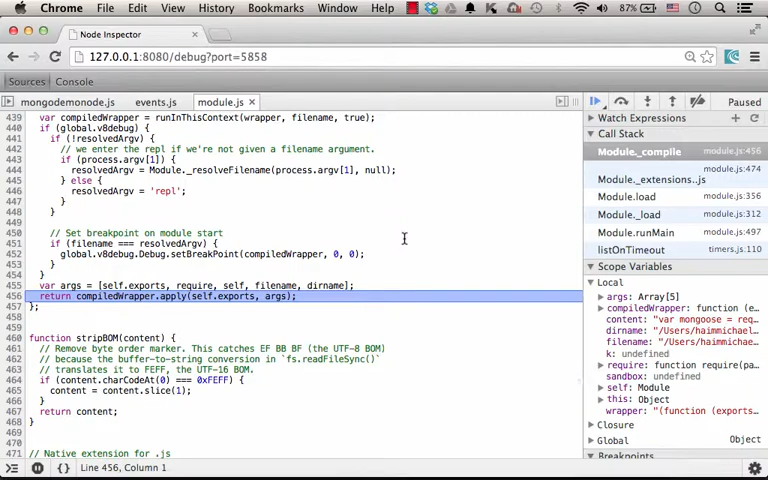 Chrome File Edit View History Bookmarks Window Help 87%
Node Inspector
127.0.0.1:8080/debug?port=5858
Sources Console
mongodemonode.js events.js module.js Paused
439 var compiledWrapper = runInThisContext(wrapper, filename, true);
440 if (global.v8debug) {
441 if (!resolvedArgv) {
442 // we enter the repl if we're not given a filename argument.
443 if (process.argv[1]) {
444 resolvedArgv = Module._resolveFilename(process.argv[1], null);
445 } else {
446 resolvedArgv = 'repl';
447 }
448 }
449
450 // Set breakpoint on module start
451 if (filename === resolvedArgv) {
452 global.v8debug.Debug.setBreakPoint(compiledWrapper, 0, 0);
453 }
454 }
455 var args = [self.exports, require, self, filename, dirname];
456 return compiledWrapper.apply(self.exports, args);
457 };
458
459
460 function stripBOM(content) {
461 // Remove byte order marker. This catches EF BB BF (the UTF-8 BOM)
462 // because the buffer-to-string conversion in `fs.readFileSync()`
463 // translates it to FEFF, the UTF-16 BOM.
464 if (content.charCodeAt(0) === 0xFEFF) {
465 content = content.slice(1);
466 }
467 return content;
468 }
469
470
471 // Native extension for .js
Line 456, Column 1
Watch Expressions
Call Stack
Module._compile module.js:456
module.js:474
Module._extensions..js
Module.load module.js:356
Module._load module.js:312
Module.runMain module.js:497
listOnTimeout timers.js:110
Scope Variables
Local
args: Array[5]
compiledWrapper: function (e…
content: "var mongoose = req…
dirname: "/Users/haimmichael…
filename: "/Users/haimmichae…
k: undefined
require: function require(pa…
sandbox: undefined
self: Module
this: Object
wrapper: "(function (exports…
Closure
Global Object
Breakpoints